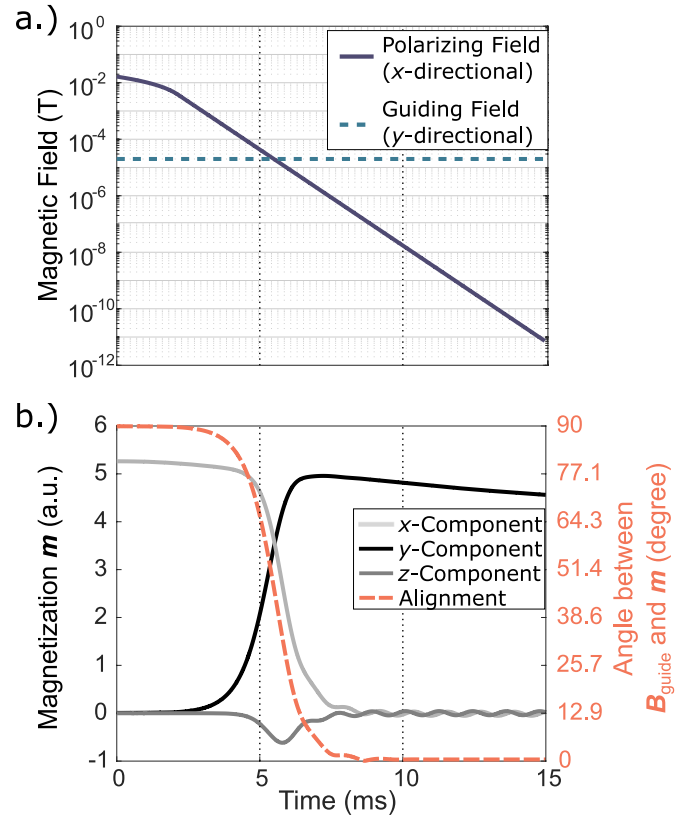 a.)
10^0
10^-2
10^-4
10^-6
10^-8
10^-10
10^-12
Magnetic Field (T)
Polarizing Field
(x-directional)
Guiding Field
(y-directional)
b.)
6
5
4
3
2
1
0
-1
Magnetization m (a.u.)
x-Component
y-Component
z-Component
Alignment
90
77.1
64.3
51.4
38.6
25.7
12.9
0
Angle between
B_guide and m (degree)
0
5
10
15
Time (ms)